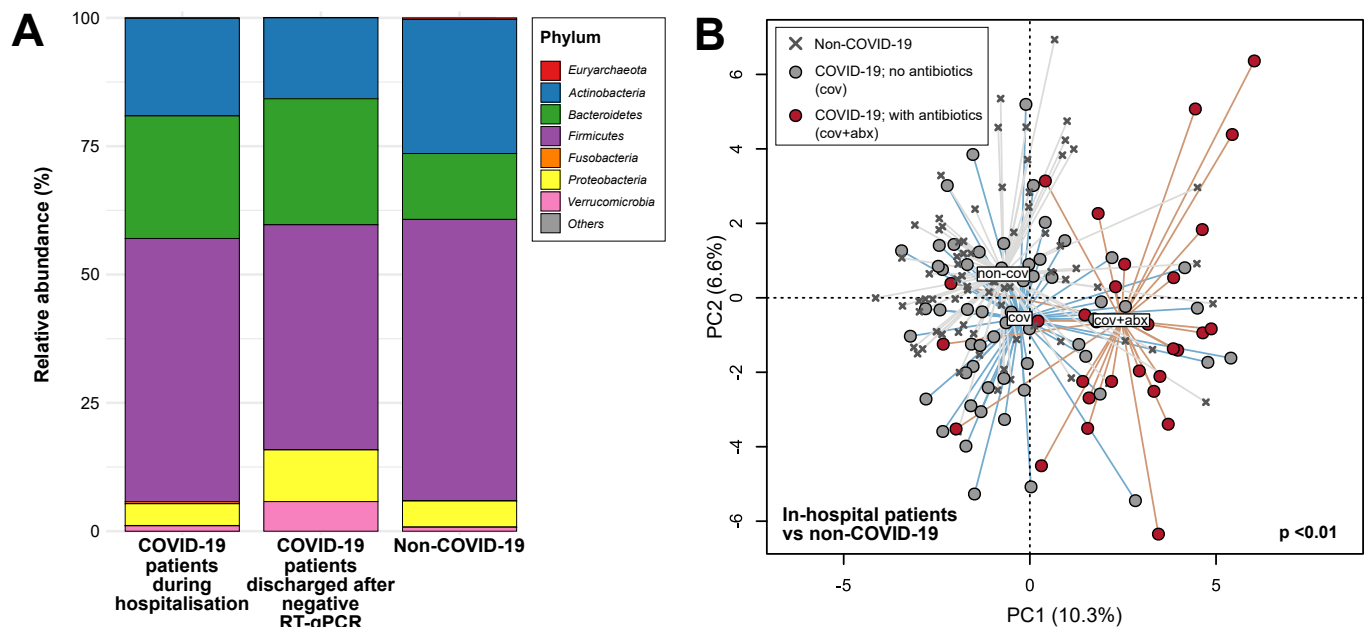 A
Relative abundance (%)
100
75
50
25
0
COVID-19
patients
during
hospitalisation
COVID-19
patients
discharged after
negative
RT-qPCR
Non-COVID-19
Phylum
Euryarchaeota
Actinobacteria
Bacteroidetes
Firmicutes
Fusobacteria
Proteobacteria
Verrucomicrobia
Others
B
Non-COVID-19
COVID-19; no antibiotics
(cov)
COVID-19; with antibiotics
(cov+abx)
PC2 (6.6%)
6
4
2
0
-2
-4
-6
non-cov
cov
cov+abx
In-hospital patients
vs non-COVID-19
p <0.01
-5
0
5
PC1 (10.3%)